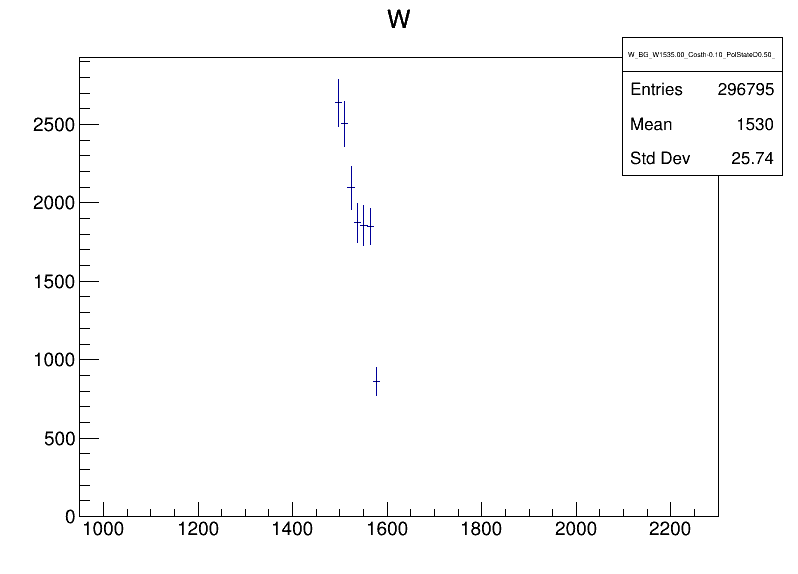 W
W_BG_W1535.00_Costh-0.10_PolStateD0.50_
Entries 296795
Mean 1530
Std Dev 25.74
2500
2000
1500
1000
500
0
1000 1200 1400 1600 1800 2000 2200